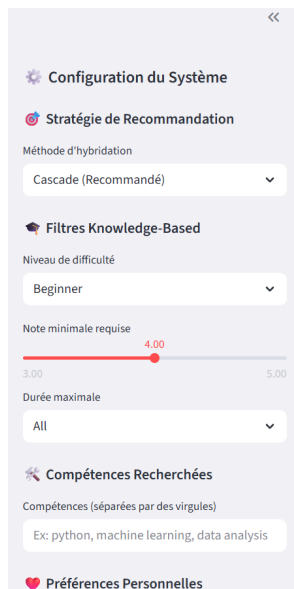 Configuration du Système
Stratégie de Recommandation
Méthode d'hybridation
Cascade (Recommandé)
Filtres Knowledge-Based
Niveau de difficulté
Beginner
Note minimale requise
4.00
3.00 5.00
Durée maximale
All
Compétences Recherchées
Compétences (séparées par des virgules)
Ex: python, machine learning, data analysis
Préférences Personnelles